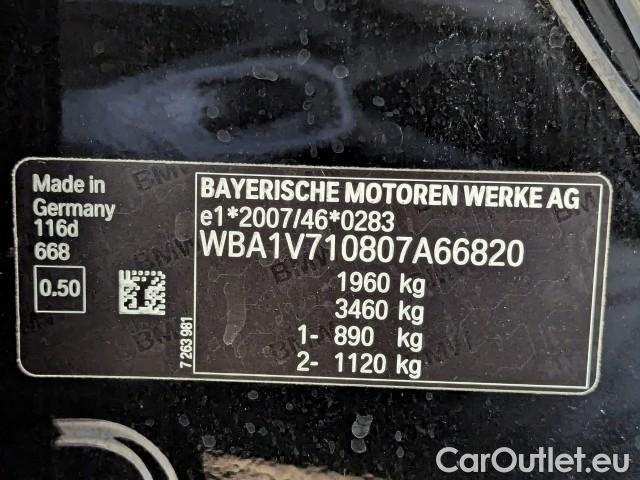 Made in
Germany
116d
668
0.50
7 263 981
BAYERISCHE MOTOREN WERKE AG
e1*2007/46*0283
WBA1V710807A66820
1960 kg
3460 kg
1- 890 kg
2- 1120 kg
CarOutlet.eu